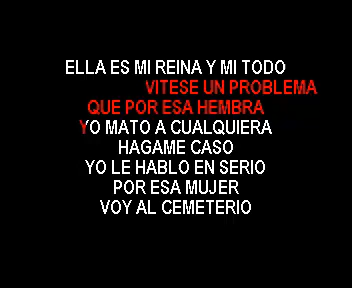 ELLA ES MI REINA Y MI TODO
VITESE UN PROBLEMA
QUE POR ESA HEMBRA
YO MATO A CUALQUIERA
HAGAME CASO
YO LE HABLO EN SERIO
POR ESA MUJER
VOY AL CEMETERIO